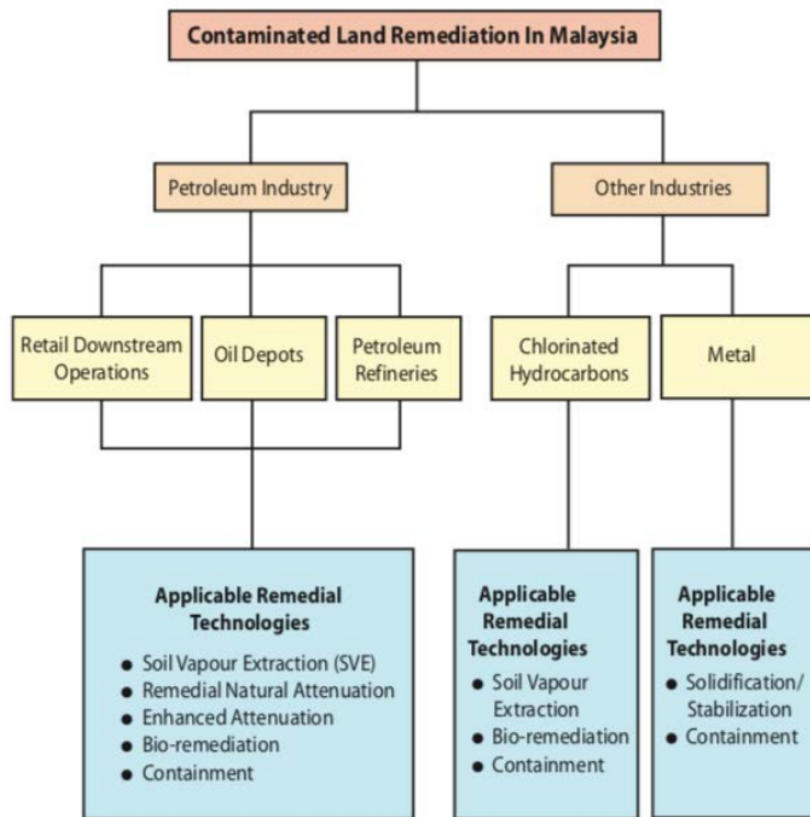 Contaminated Land Remediation In Malaysia
Petroleum Industry
Other Industries
Retail Downstream
Operations
Oil Depots
Petroleum
Refineries
Chlorinated
Hydrocarbons
Metal
Applicable Remedial
Technologies
● Soil Vapour Extraction (SVE)
● Remedial Natural Attenuation
● Enhanced Attenuation
● Bio-remediation
● Containment
Applicable
Remedial
Technologies
● Soil Vapour
Extraction
● Bio-remediation
● Containment
Applicable
Remedial
Technologies
● Solidification/
Stabilization
● Containment